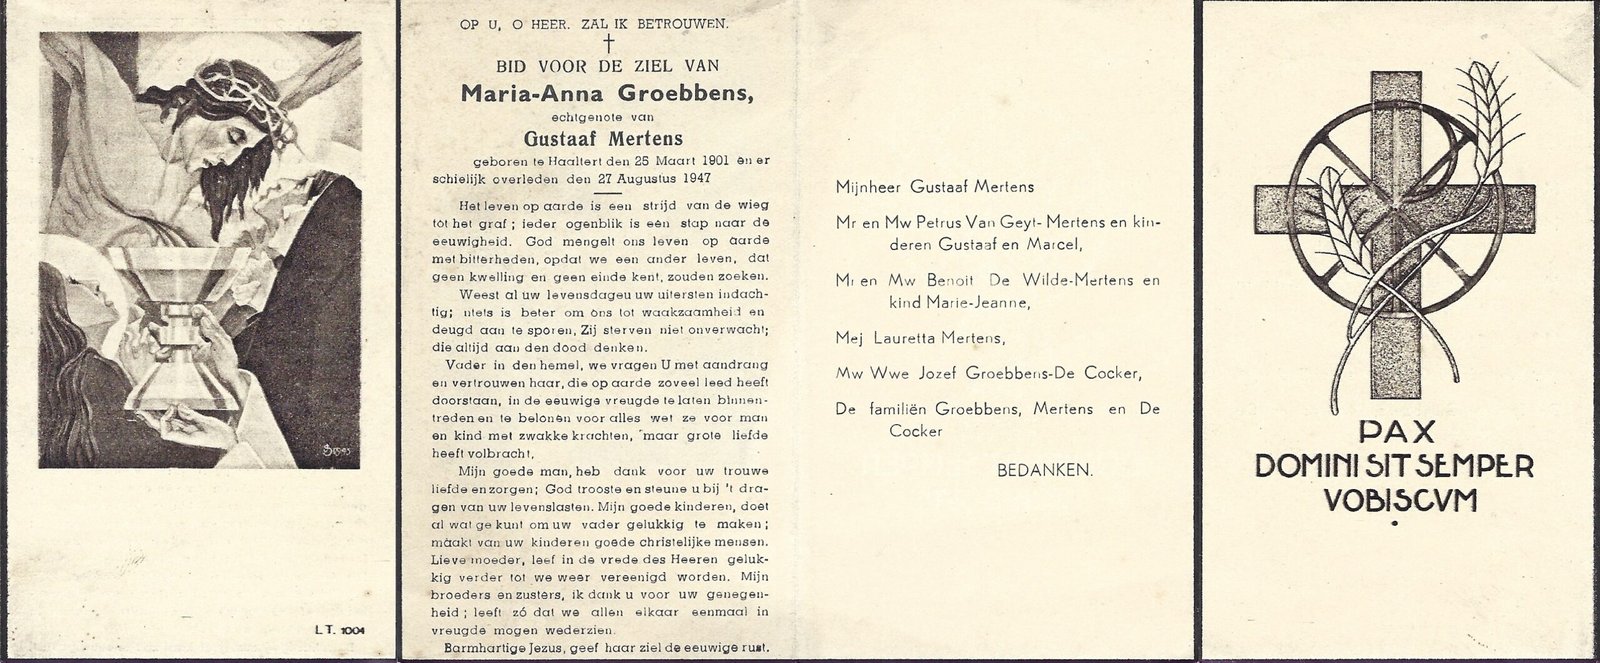 L.T. 1004
OP U, O HEER. ZAL IK BETROUWEN.
BID VOOR DE ZIEL VAN
Maria-Anna Groebbens,
echtgenote van
Gustaaf Mertens
geboren te Haaltert den 25 Maart 1901 en er
schielijk overleden den 27 Augustus 1947
Het leven op aarde is een strijd van de wieg
tot het graf; ieder ogenblik is een stap naar de
eeuwigheid. God mengelt ons leven op aarde
met bitterheden, opdat we een ander leven, dat
geen kwelling en geen einde kent, zouden zoeken.
Weest al uw levensdageu uw uitersten indach-
tig; niets is beter om ons tot waakzaamheid en
deugd aan te sporen, Zij sterven niet onverwacht;
die altijd aan den dood denken.
Vader in den hemel, we vragen U met aandrang
en vertrouwen haar, die op aarde zoveel leed heeft
doorstaan, in de eeuwige vreugde te laten binnen-
treden en te belonen voor alles wet ze voor man
en kind met zwakke krachten, maar grote liefde
heeft volbracht,
Mijn goede man, heb dank voor uw trouwe
liefde en zorgen; God trooste en steune u bij 't dra-
gen van uw levenslasten. Mijn goede kinderen, doet
al wat ge kunt om uw vader gelukkig te maken;
maakt van uw kinderen goede christelijke mensen.
Lieve moeder, leef in de vrede des Heeren geluk-
kig verder tot we weer vereenigd worden. Mijn
broeders en zusters, ik dank u voor uw genegen-
heid; leeft zó dat we allen elkaar eenmaal in
vreugde mogen wederzien.
Barmhartige Jezus, geef haar ziel de eeuwige rust.
Mijnheer Gustaaf Mertens
Mr en Mw Petrus Van Geyt-Mertens en kin-
deren Gustaaf en Marcel,
Mr en Mw Benoit De Wilde-Mertens en
kind Marie-Jeanne,
Mej Lauretta Mertens,
Mw Wwe Jozef Groebbens-De Cocker,
De familiën Groebbens, Mertens en De
Cocker
BEDANKEN.
PAX
DOMINI SIT SEMPER
VOBISCVM